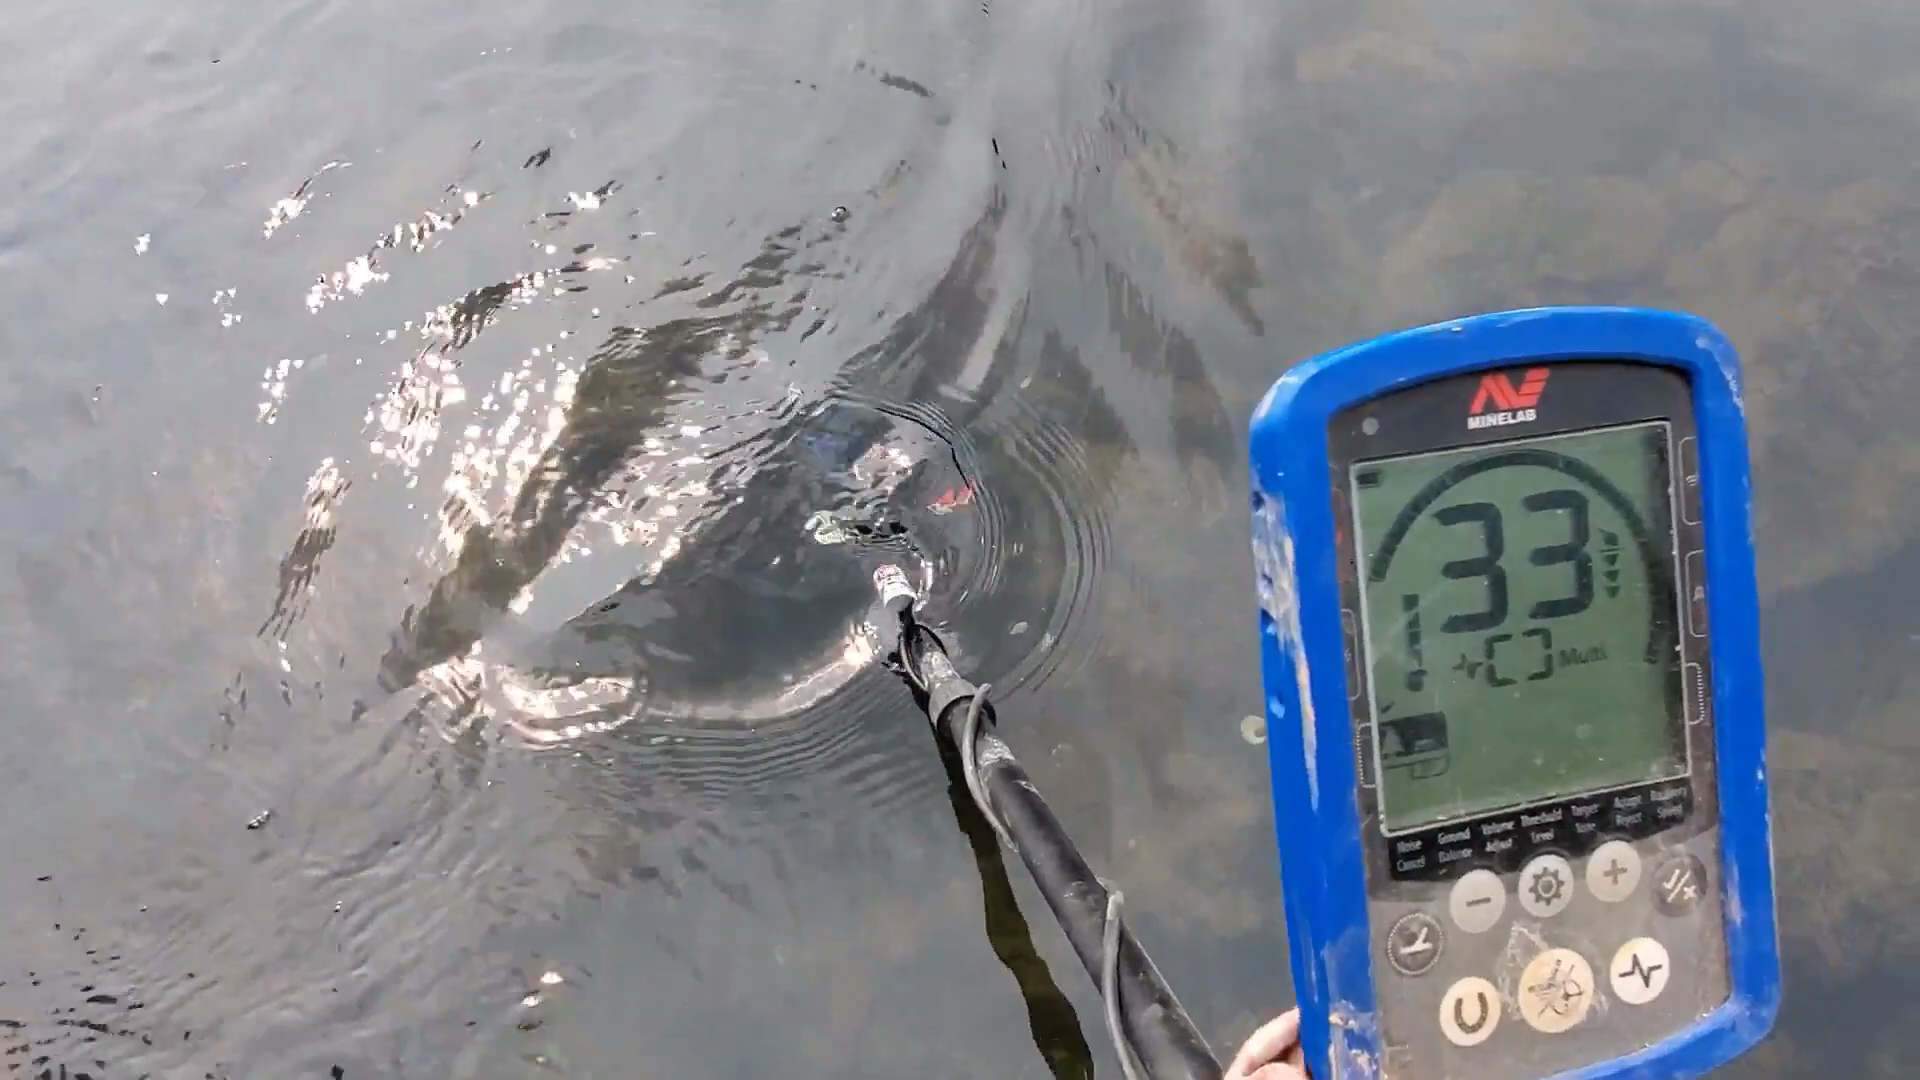 MINELAB
33
Multi
Noise Cancel
Ground Balance
Volume Adjust
Threshold Level
Target Tone
Accept Reject
Recovery Speed